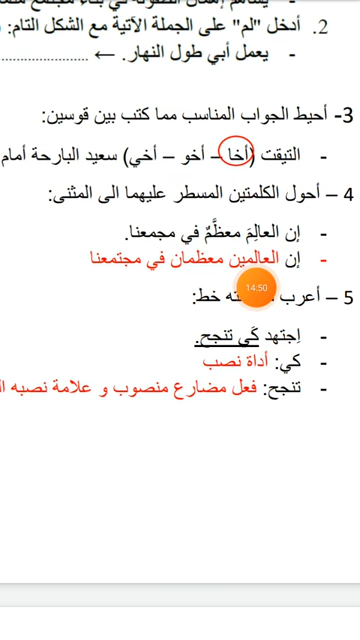 2. أدخل "لم" على الجملة الآتية مع الشكل التام:
- يعمل أبي طول النهار. ← ........................
3- أحيط الجواب المناسب مما كتب بين قوسين:
- التيقت (أخا – أخو – أخي) سعيد البارحة أمام
4 – أحول الكلمتين المسطر عليهما الى المثنى:
- إن العالِمَ معظَّمٌ في مجمعنا.
- إن العالمين معظمان في مجتمعنا
5 – أعرب خط:
14:50
- اِجتهد كَي تنجح.
- كي: أداة نصب
- تنجح: فعل مضارع منصوب و علامة نصبه